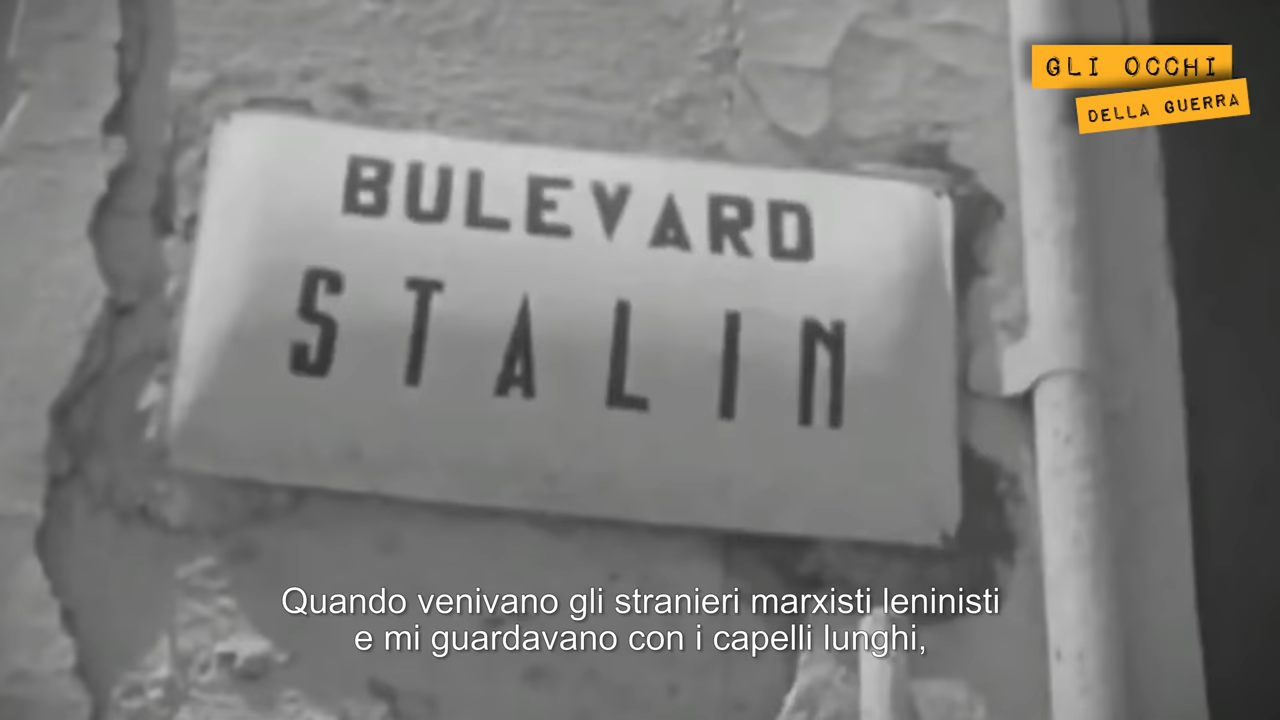 GLI OCCHI
DELLA GUERRA
BULEVARD
STALIN
Quando venivano gli stranieri marxisti leninisti
e mi guardavano con i capelli lunghi,